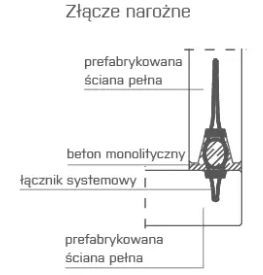 Złącze narożne
prefabrykowana
ściana pełna
beton monolityczny
łącznik systemowy
prefabrykowana
ściana pełna